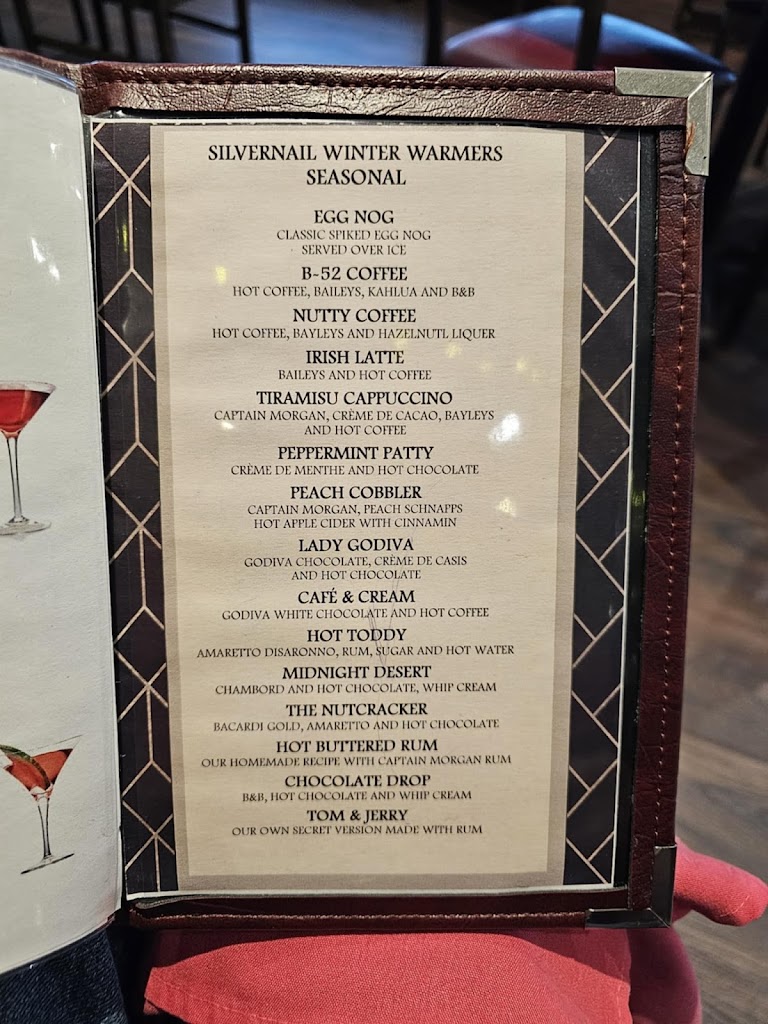 SILVERNAIL WINTER WARMERS
SEASONAL
EGG NOG
CLASSIC SPIKED EGG NOG
SERVED OVER ICE
B-52 COFFEE
HOT COFFEE, BAILEYS, KAHLUA AND B&B
NUTTY COFFEE
HOT COFFEE, BAYLEYS AND HAZELNUTL LIQUER
IRISH LATTE
BAILEYS AND HOT COFFEE
TIRAMISU CAPPUCCINO
CAPTAIN MORGAN, CRÈME DE CACAO, BAYLEYS
AND HOT COFFEE
PEPPERMINT PATTY
CRÈME DE MENTHE AND HOT CHOCOLATE
PEACH COBBLER
CAPTAIN MORGAN, PEACH SCHNAPPS
HOT APPLE CIDER WITH CINNAMIN
LADY GODIVA
GODIVA CHOCOLATE, CRÈME DE CASIS
AND HOT CHOCOLATE
CAFÉ & CREAM
GODIVA WHITE CHOCOLATE AND HOT COFFEE
HOT TODDY
AMARETTO DISARONNO, RUM, SUGAR AND HOT WATER
MIDNIGHT DESERT
CHAMBORD AND HOT CHOCOLATE, WHIP CREAM
THE NUTCRACKER
BACARDI GOLD, AMARETTO AND HOT CHOCOLATE
HOT BUTTERED RUM
OUR HOMEMADE RECIPE WITH CAPTAIN MORGAN RUM
CHOCOLATE DROP
B&B, HOT CHOCOLATE AND WHIP CREAM
TOM & JERRY
OUR OWN SECRET VERSION MADE WITH RUM